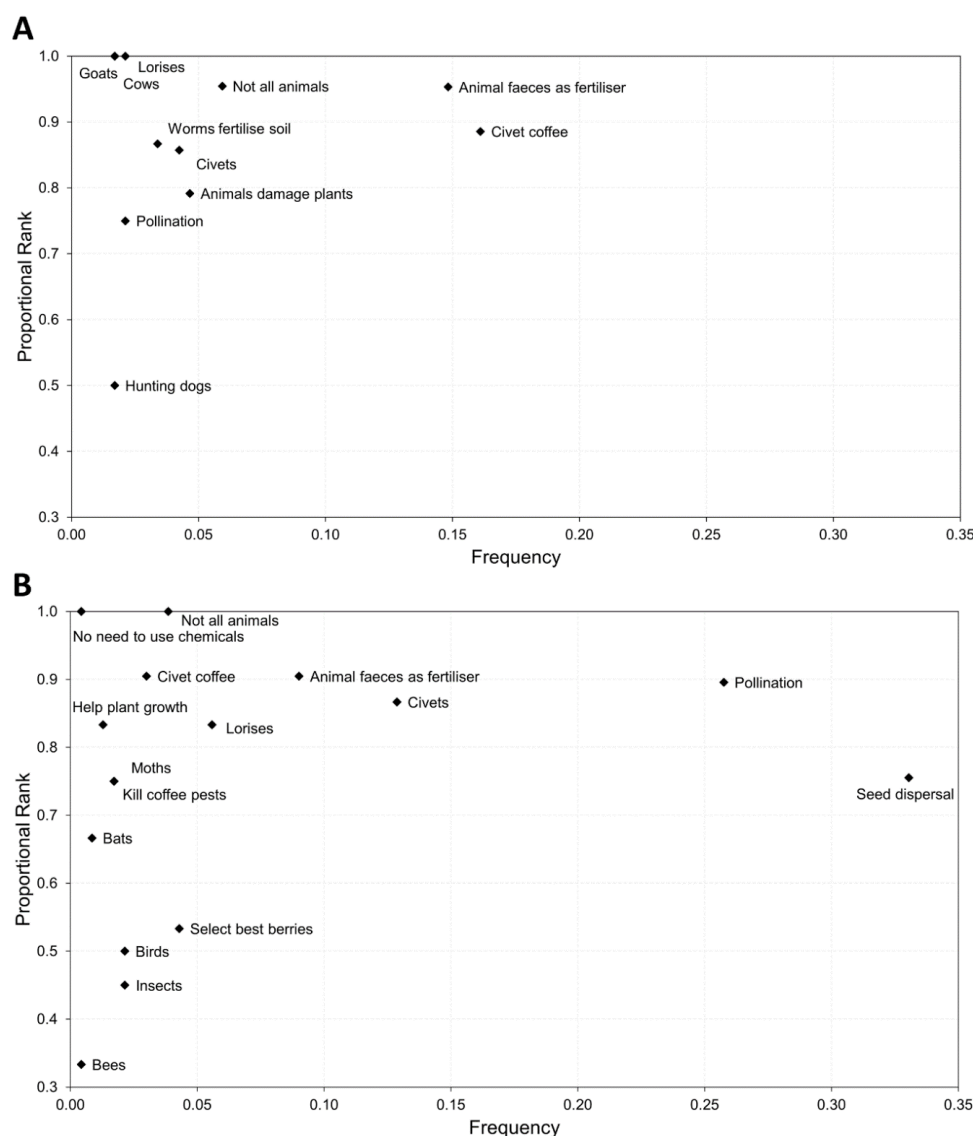 A
1.0
Goats
Lorises
Cows
Not all animals
Animal faeces as fertiliser
0.9
Worms fertilise soil
Civet coffee
Civets
0.8
Animals damage plants
Pollination
0.7
Proportional Rank
0.6
0.5
Hunting dogs
0.4
0.3
0.00 0.05 0.10 0.15 0.20 0.25 0.30 0.35
Frequency
B
1.0
Not all animals
No need to use chemicals
0.9
Civet coffee
Animal faeces as fertiliser
Pollination
Civets
Help plant growth
Lorises
0.8
Moths
Kill coffee pests
Seed dispersal
0.7
Bats
Proportional Rank
0.6
Select best berries
0.5
Birds
Insects
0.4
Bees
0.3
0.00 0.05 0.10 0.15 0.20 0.25 0.30 0.35
Frequency